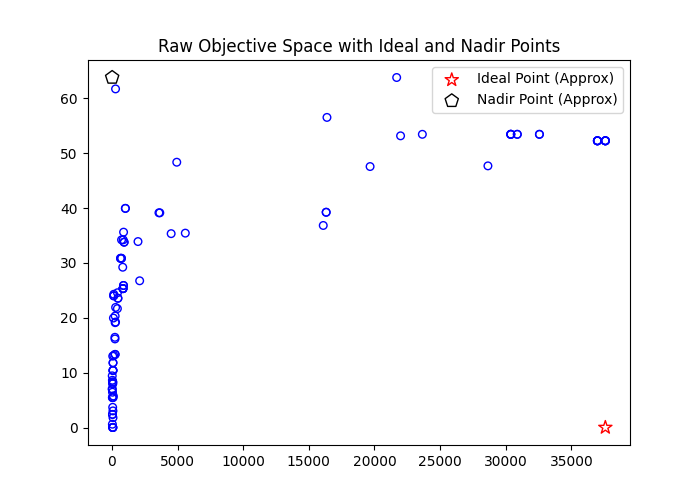 Raw Objective Space with Ideal and Nadir Points
Ideal Point (Approx)
Nadir Point (Approx)
60
50
40
30
20
10
0
0 5000 10000 15000 20000 25000 30000 35000